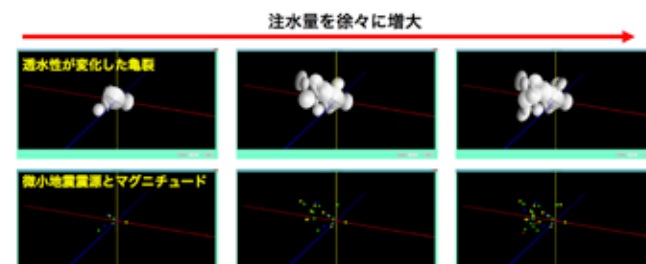 注水量を徐々に増大
透水性が変化した亀裂
微小地震震源とマグニチュード